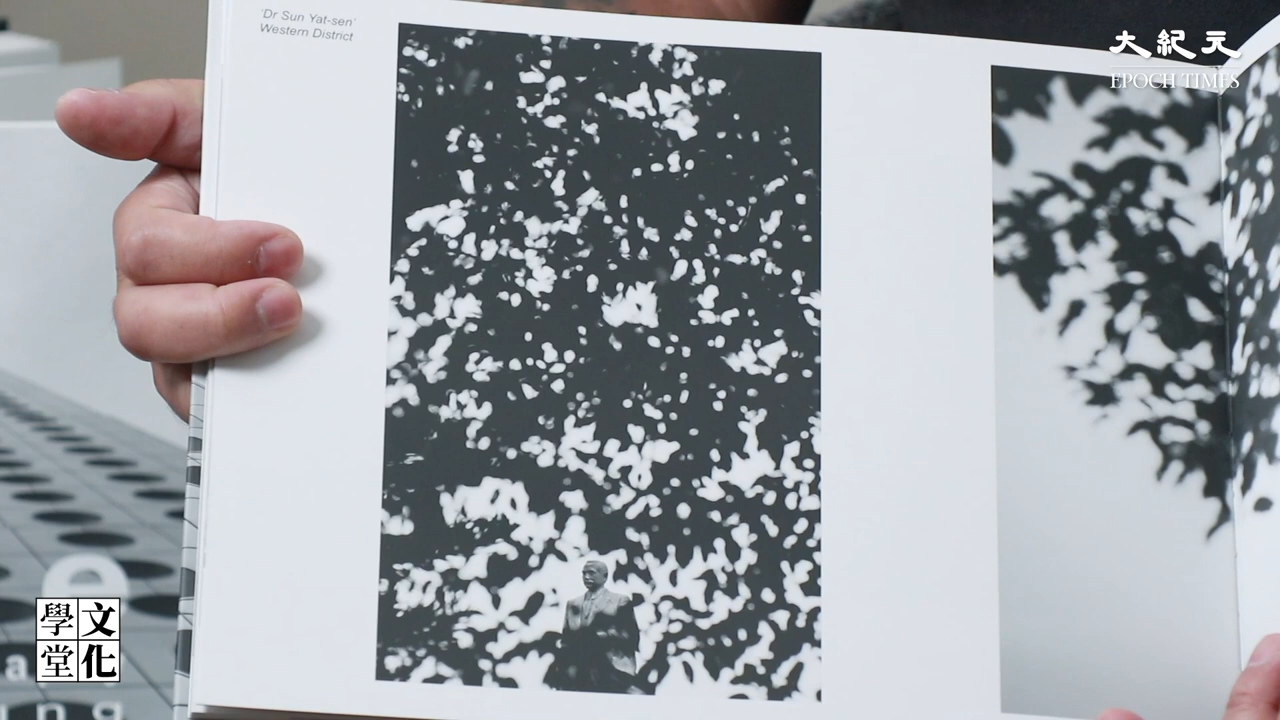 'Dr Sun Yat-sen'
Western District
大紀元
EPOCH TIMES
學文
堂化